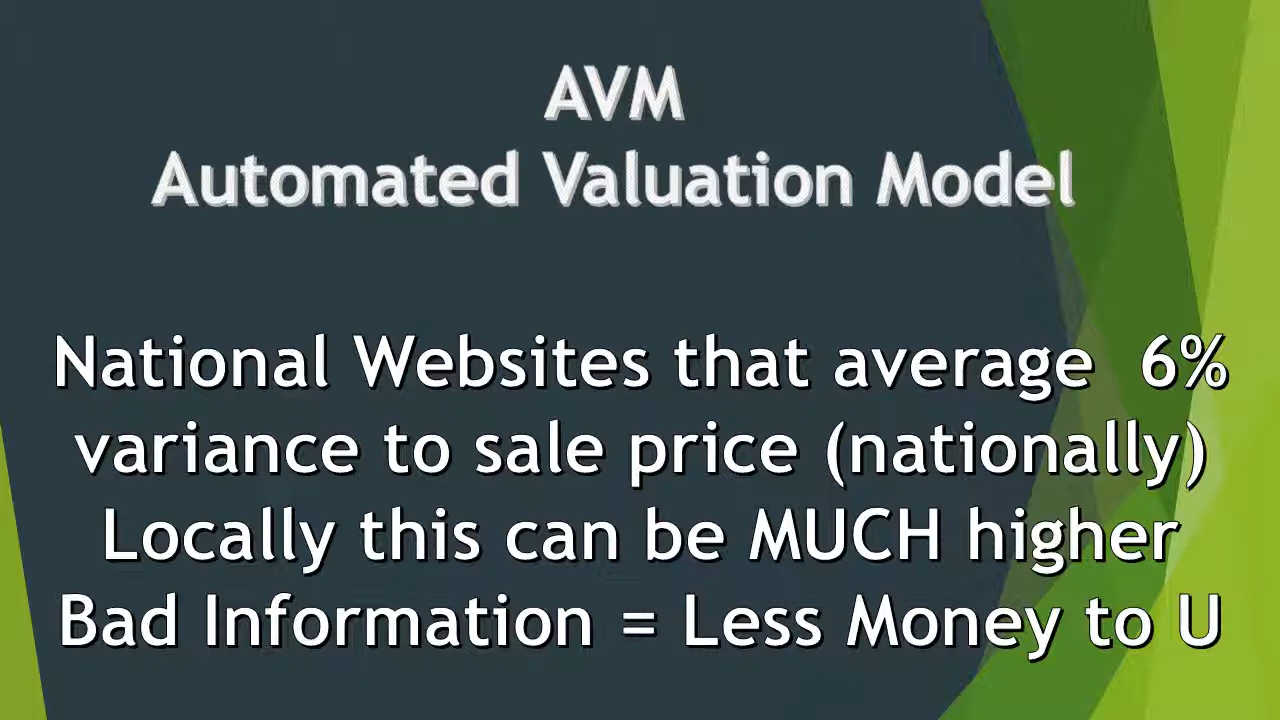 AVM
Automated Valuation Model
National Websites that average 6%
variance to sale price (nationally)
Locally this can be MUCH higher
Bad Information = Less Money to U